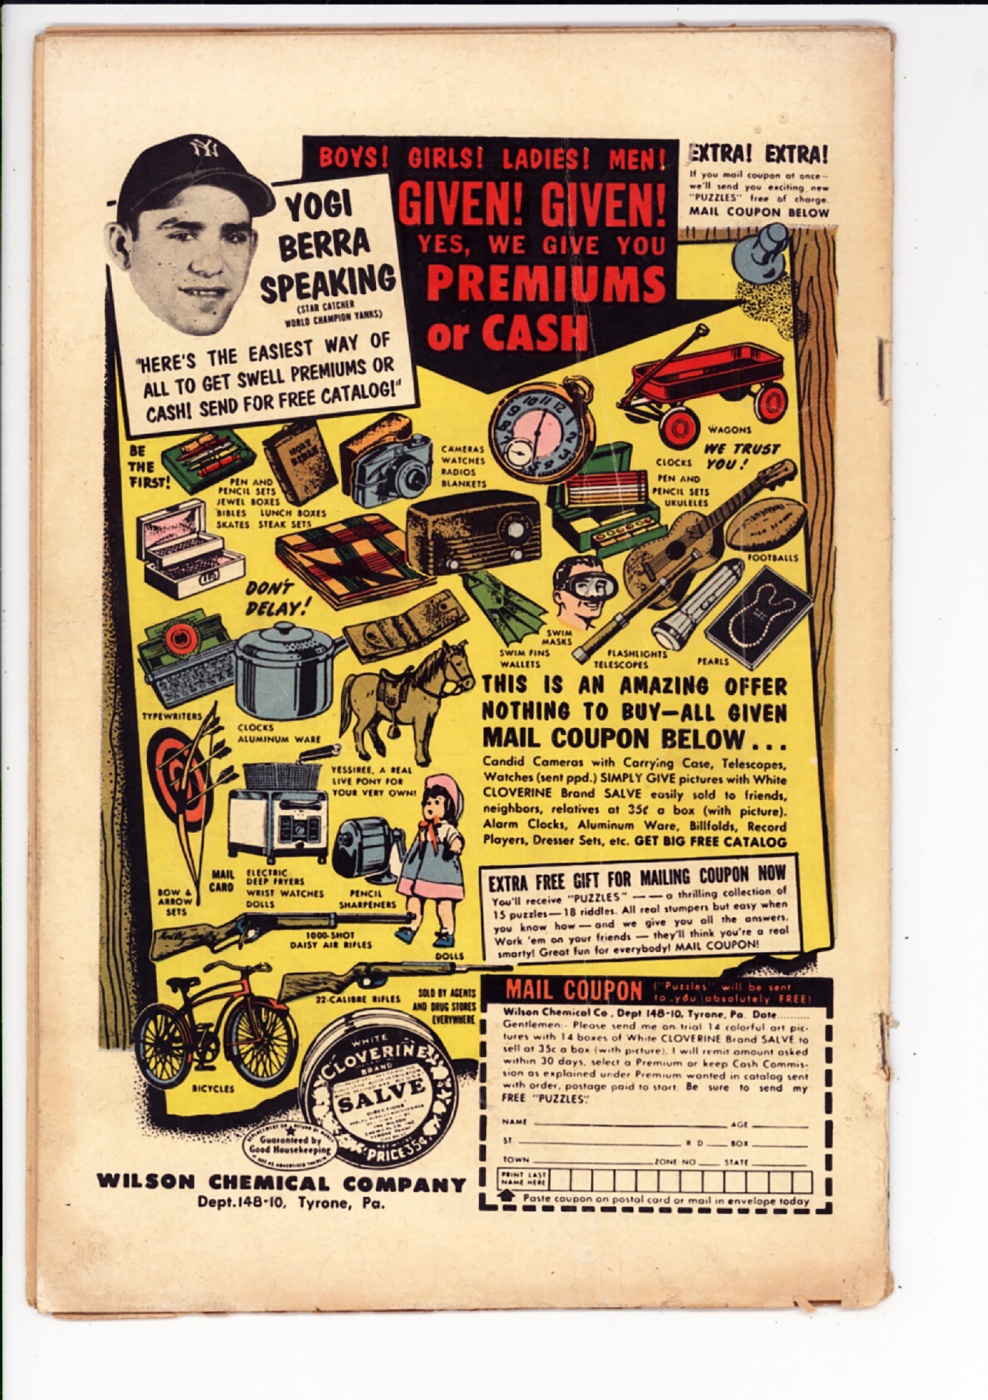 BOYS! GIRLS! LADIES! MEN!
GIVEN! GIVEN!
YES, WE GIVE YOU
PREMIUMS
or CASH
EXTRA! EXTRA!
If you mail coupon at once—
we'll send you exciting new
"PUZZLES" free of charge.
MAIL COUPON BELOW
NY
YOGI
BERRA
SPEAKING
(STAR CATCHER
WORLD CHAMPION YANKS)
"HERE'S THE EASIEST WAY OF
ALL TO GET SWELL PREMIUMS OR
CASH! SEND FOR FREE CATALOG!"
BE
THE
FIRST!
PEN AND
PENCIL SETS
JEWEL BOXES
BIBLES LUNCH BOXES
SKATES STEAK SETS
HOLY
BIBLE
CAMERAS
WATCHES
RADIOS
BLANKETS
WAGONS
WE TRUST
YOU!
CLOCKS
PEN AND
PENCIL SETS
UKULELES
FOOTBALLS
DON'T
DELAY!
SWIM
MASKS
SWIM FINS
WALLETS
FLASHLIGHTS
TELESCOPES
PEARLS
TYPEWRITERS
CLOCKS
ALUMINUM WARE
YESSIREE, A REAL
LIVE PONY FOR
YOUR VERY OWN!
THIS IS AN AMAZING OFFER
NOTHING TO BUY—ALL GIVEN
MAIL COUPON BELOW...
Candid Cameras with Carrying Case, Telescopes,
Watches (sent ppd.) SIMPLY GIVE pictures with White
CLOVERINE Brand SALVE easily sold to friends,
neighbors, relatives at 35¢ a box (with picture).
Alarm Clocks, Aluminum Ware, Billfolds, Record
Players, Dresser Sets, etc. GET BIG FREE CATALOG
BOW &
ARROW
SETS
MAIL
CARD
ELECTRIC
DEEP FRYERS
WRIST WATCHES
DOLLS
PENCIL
SHARPENERS
1000-SHOT
DAISY AIR RIFLES
DOLLS
22-CALIBRE RIFLES
SOLD BY AGENTS
AND DRUG STORES
EVERYWHERE
BICYCLES
EXTRA FREE GIFT FOR MAILING COUPON NOW
You'll receive "PUZZLES" — — a thrilling collection of
15 puzzles—18 riddles. All real stumpers but easy when
you know how—and we give you all the answers.
Work 'em on your friends — they'll think you're a real
smarty! Great fun for everybody! MAIL COUPON!
WHITE
CLOVERINE
BRAND
SALVE
PRICE 35¢
Guaranteed by
Good Housekeeping
WILSON CHEMICAL COMPANY
Dept.148-10, Tyrone, Pa.
MAIL COUPON ("Puzzles" will be sent
to you absolutely FREE)
Wilson Chemical Co., Dept 148-10, Tyrone, Pa. Date
Gentlemen:- Please send me on trial 14 colorful art pic-
tures with 14 boxes of White CLOVERINE Brand SALVE to
sell at 35c a box (with picture). I will remit amount asked
within 30 days, select a Premium or keep Cash Commis-
sion as explained under Premium wanted in catalog sent
with order, postage paid to start. Be sure to send my
FREE "PUZZLES".
NAME AGE
ST. R D BOX
TOWN ZONE NO STATE
PRINT LAST
NAME HERE
Paste coupon on postal card or mail in envelope today